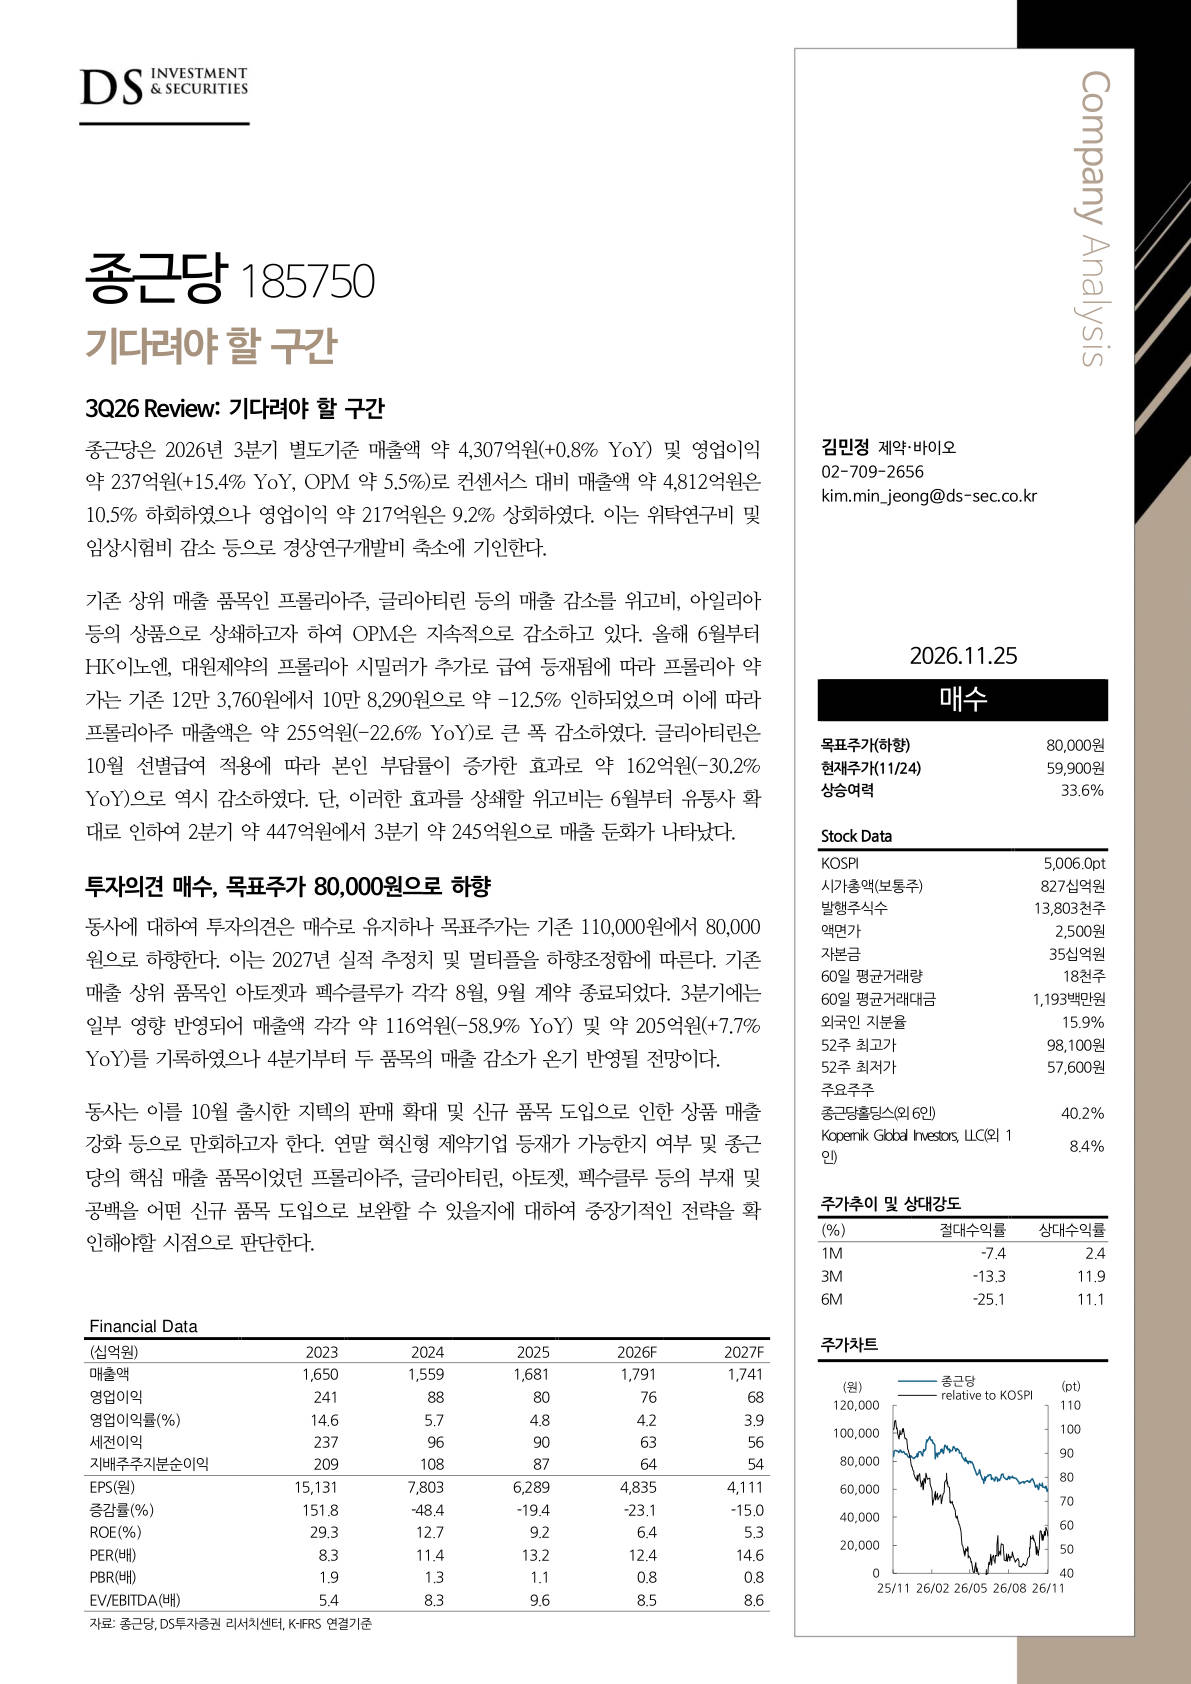 DS INVESTMENT
& SECURITIES
Company Analysis
종근당 185750
기다려야 할 구간
3Q26 Review: 기다려야 할 구간
종근당은 2026년 3분기 별도기준 매출액 약 4,307억원(+0.8% YoY) 및 영업이익
약 237억원(+15.4% YoY, OPM 약 5.5%)로 컨센서스 대비 매출액 약 4,812억원은
10.5% 하회하였으나 영업이익 약 217억원은 9.2% 상회하였다. 이는 위탁연구비 및
임상시험비 감소 등으로 경상연구개발비 축소에 기인한다.
기존 상위 매출 품목인 프롤리아주, 글리아티린 등의 매출 감소를 위고비, 아일리아
등의 상품으로 상쇄하고자 하여 OPM은 지속적으로 감소하고 있다. 올해 6월부터
HK이노엔, 대원제약의 프롤리아 시밀러가 추가로 급여 등재됨에 따라 프롤리아 약
가는 기존 12만 3,760원에서 10만 8,290원으로 약 -12.5% 인하되었으며 이에 따라
프롤리아주 매출액은 약 255억원(-22.6% YoY)로 큰 폭 감소하였다. 글리아티린은
10월 선별급여 적용에 따라 본인 부담률이 증가한 효과로 약 162억원(-30.2%
YoY)으로 역시 감소하였다. 단, 이러한 효과를 상쇄할 위고비는 6월부터 유통사 확
대로 인하여 2분기 약 447억원에서 3분기 약 245억원으로 매출 둔화가 나타났다.
투자의견 매수, 목표주가 80,000원으로 하향
동사에 대하여 투자의견은 매수로 유지하나 목표주가는 기존 110,000원에서 80,000
원으로 하향한다. 이는 2027년 실적 추정치 및 멀티플을 하향조정함에 따른다. 기존
매출 상위 품목인 아토젯과 펙수클루가 각각 8월, 9월 계약 종료되었다. 3분기에는
일부 영향 반영되어 매출액 각각 약 116억원(-58.9% YoY) 및 약 205억원(+7.7%
YoY)를 기록하였으나 4분기부터 두 품목의 매출 감소가 온기 반영될 전망이다.
동사는 이를 10월 출시한 지텍의 판매 확대 및 신규 품목 도입으로 인한 상품 매출
강화 등으로 만회하고자 한다. 연말 혁신형 제약기업 등재가 가능한지 여부 및 종근
당의 핵심 매출 품목이었던 프롤리아주, 글리아티린, 아토젯, 펙수클루 등의 부재 및
공백을 어떤 신규 품목 도입으로 보완할 수 있을지에 대하여 중장기적인 전략을 확
인해야할 시점으로 판단한다.
Financial Data
(십억원) 2023 2024 2025 2026F 2027F
매출액 1,650 1,559 1,681 1,791 1,741
영업이익 241 88 80 76 68
영업이익률(%) 14.6 5.7 4.8 4.2 3.9
세전이익 237 96 90 63 56
지배주주지분순이익 209 108 87 64 54
EPS(원) 15,131 7,803 6,289 4,835 4,111
증감률(%) 151.8 -48.4 -19.4 -23.1 -15.0
ROE(%) 29.3 12.7 9.2 6.4 5.3
PER(배) 8.3 11.4 13.2 12.4 14.6
PBR(배) 1.9 1.3 1.1 0.8 0.8
EV/EBITDA(배) 5.4 8.3 9.6 8.5 8.6
자료: 종근당, DS투자증권 리서치센터, K-IFRS 연결기준
김민정 제약·바이오
02-709-2656
kim.min_jeong@ds-sec.co.kr
2026.11.25
매수
목표주가(하향) 80,000원
현재주가(11/24) 59,900원
상승여력 33.6%
Stock Data
KOSPI 5,006.0pt
시가총액(보통주) 827십억원
발행주식수 13,803천주
액면가 2,500원
자본금 35십억원
60일 평균거래량 18천주
60일 평균거래대금 1,193백만원
외국인 지분율 15.9%
52주 최고가 98,100원
52주 최저가 57,600원
주요주주
종근당홀딩스(외 6인) 40.2%
Kopernik Global Investors, LLC(외 1
인) 8.4%
주가추이 및 상대강도
(%) 절대수익률 상대수익률
1M -7.4 2.4
3M -13.3 11.9
6M -25.1 11.1
주가차트
(원) 종근당 (pt)
relative to KOSPI
120,000 110
100,000 100
90
80,000 80
60,000 70
60
40,000 50
20,000
0 40
25/11 26/02 26/05 26/08 26/11